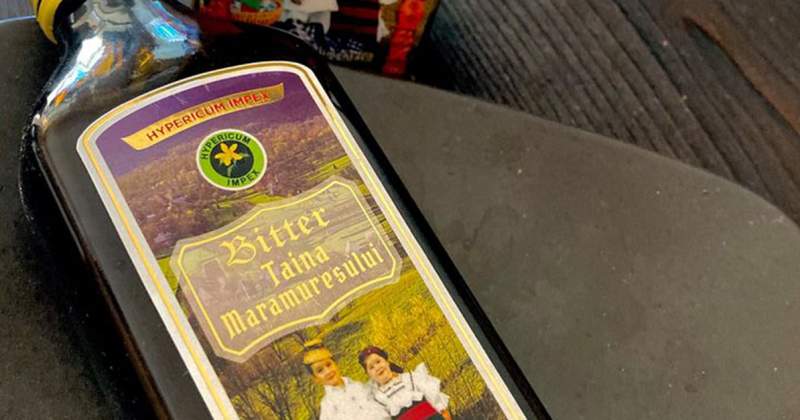 HYPERICUM IMPEX
HYPERICUM
IMPEX
Bitter
Taina
Maramuresului